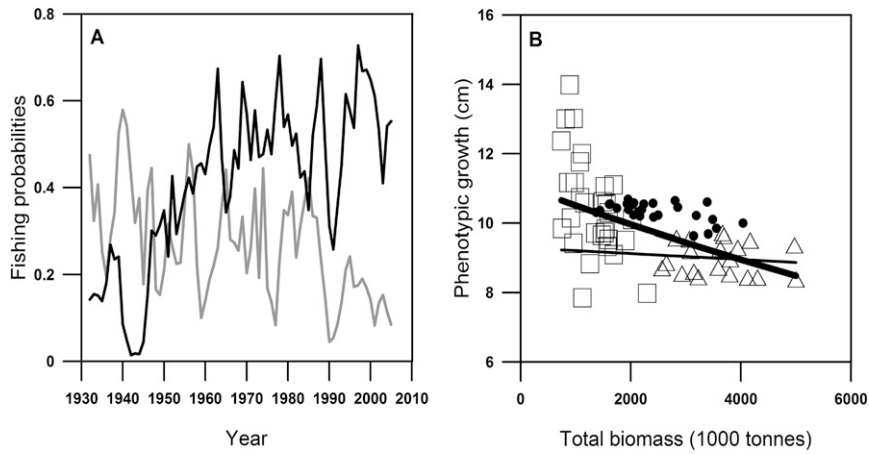 A
Fishing probabilities
0.8
0.6
0.4
0.2
0
1930 1940 1950 1960 1970 1980 1990 2000 2010
Year
B
Phenotypic growth (cm)
16
14
12
10
8
6
0 2000 4000 6000
Total biomass (1000 tonnes)